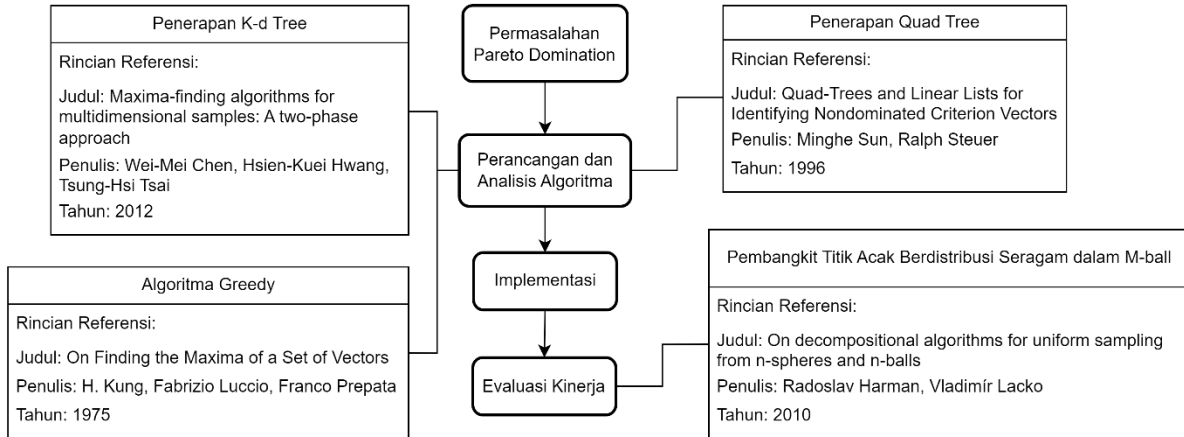 Penerapan K-d Tree
Rincian Referensi:
Judul: Maxima-finding algorithms for
multidimensional samples: A two-phase
approach
Penulis: Wei-Mei Chen, Hsien-Kuei Hwang,
Tsung-Hsi Tsai
Tahun: 2012
Algoritma Greedy
Rincian Referensi:
Judul: On Finding the Maxima of a Set of Vectors
Penulis: H. Kung, Fabrizio Luccio, Franco Prepata
Tahun: 1975
Permasalahan
Pareto Domination
Perancangan dan
Analisis Algoritma
Implementasi
Evaluasi Kinerja
Penerapan Quad Tree
Rincian Referensi:
Judul: Quad-Trees and Linear Lists for
Identifying Nondominated Criterion Vectors
Penulis: Minghe Sun, Ralph Steuer
Tahun: 1996
Pembangkit Titik Acak Berdistribusi Seragam dalam M-ball
Rincian Referensi:
Judul: On decompositional algorithms for uniform sampling
from n-spheres and n-balls
Penulis: Radoslav Harman, Vladimír Lacko
Tahun: 2010